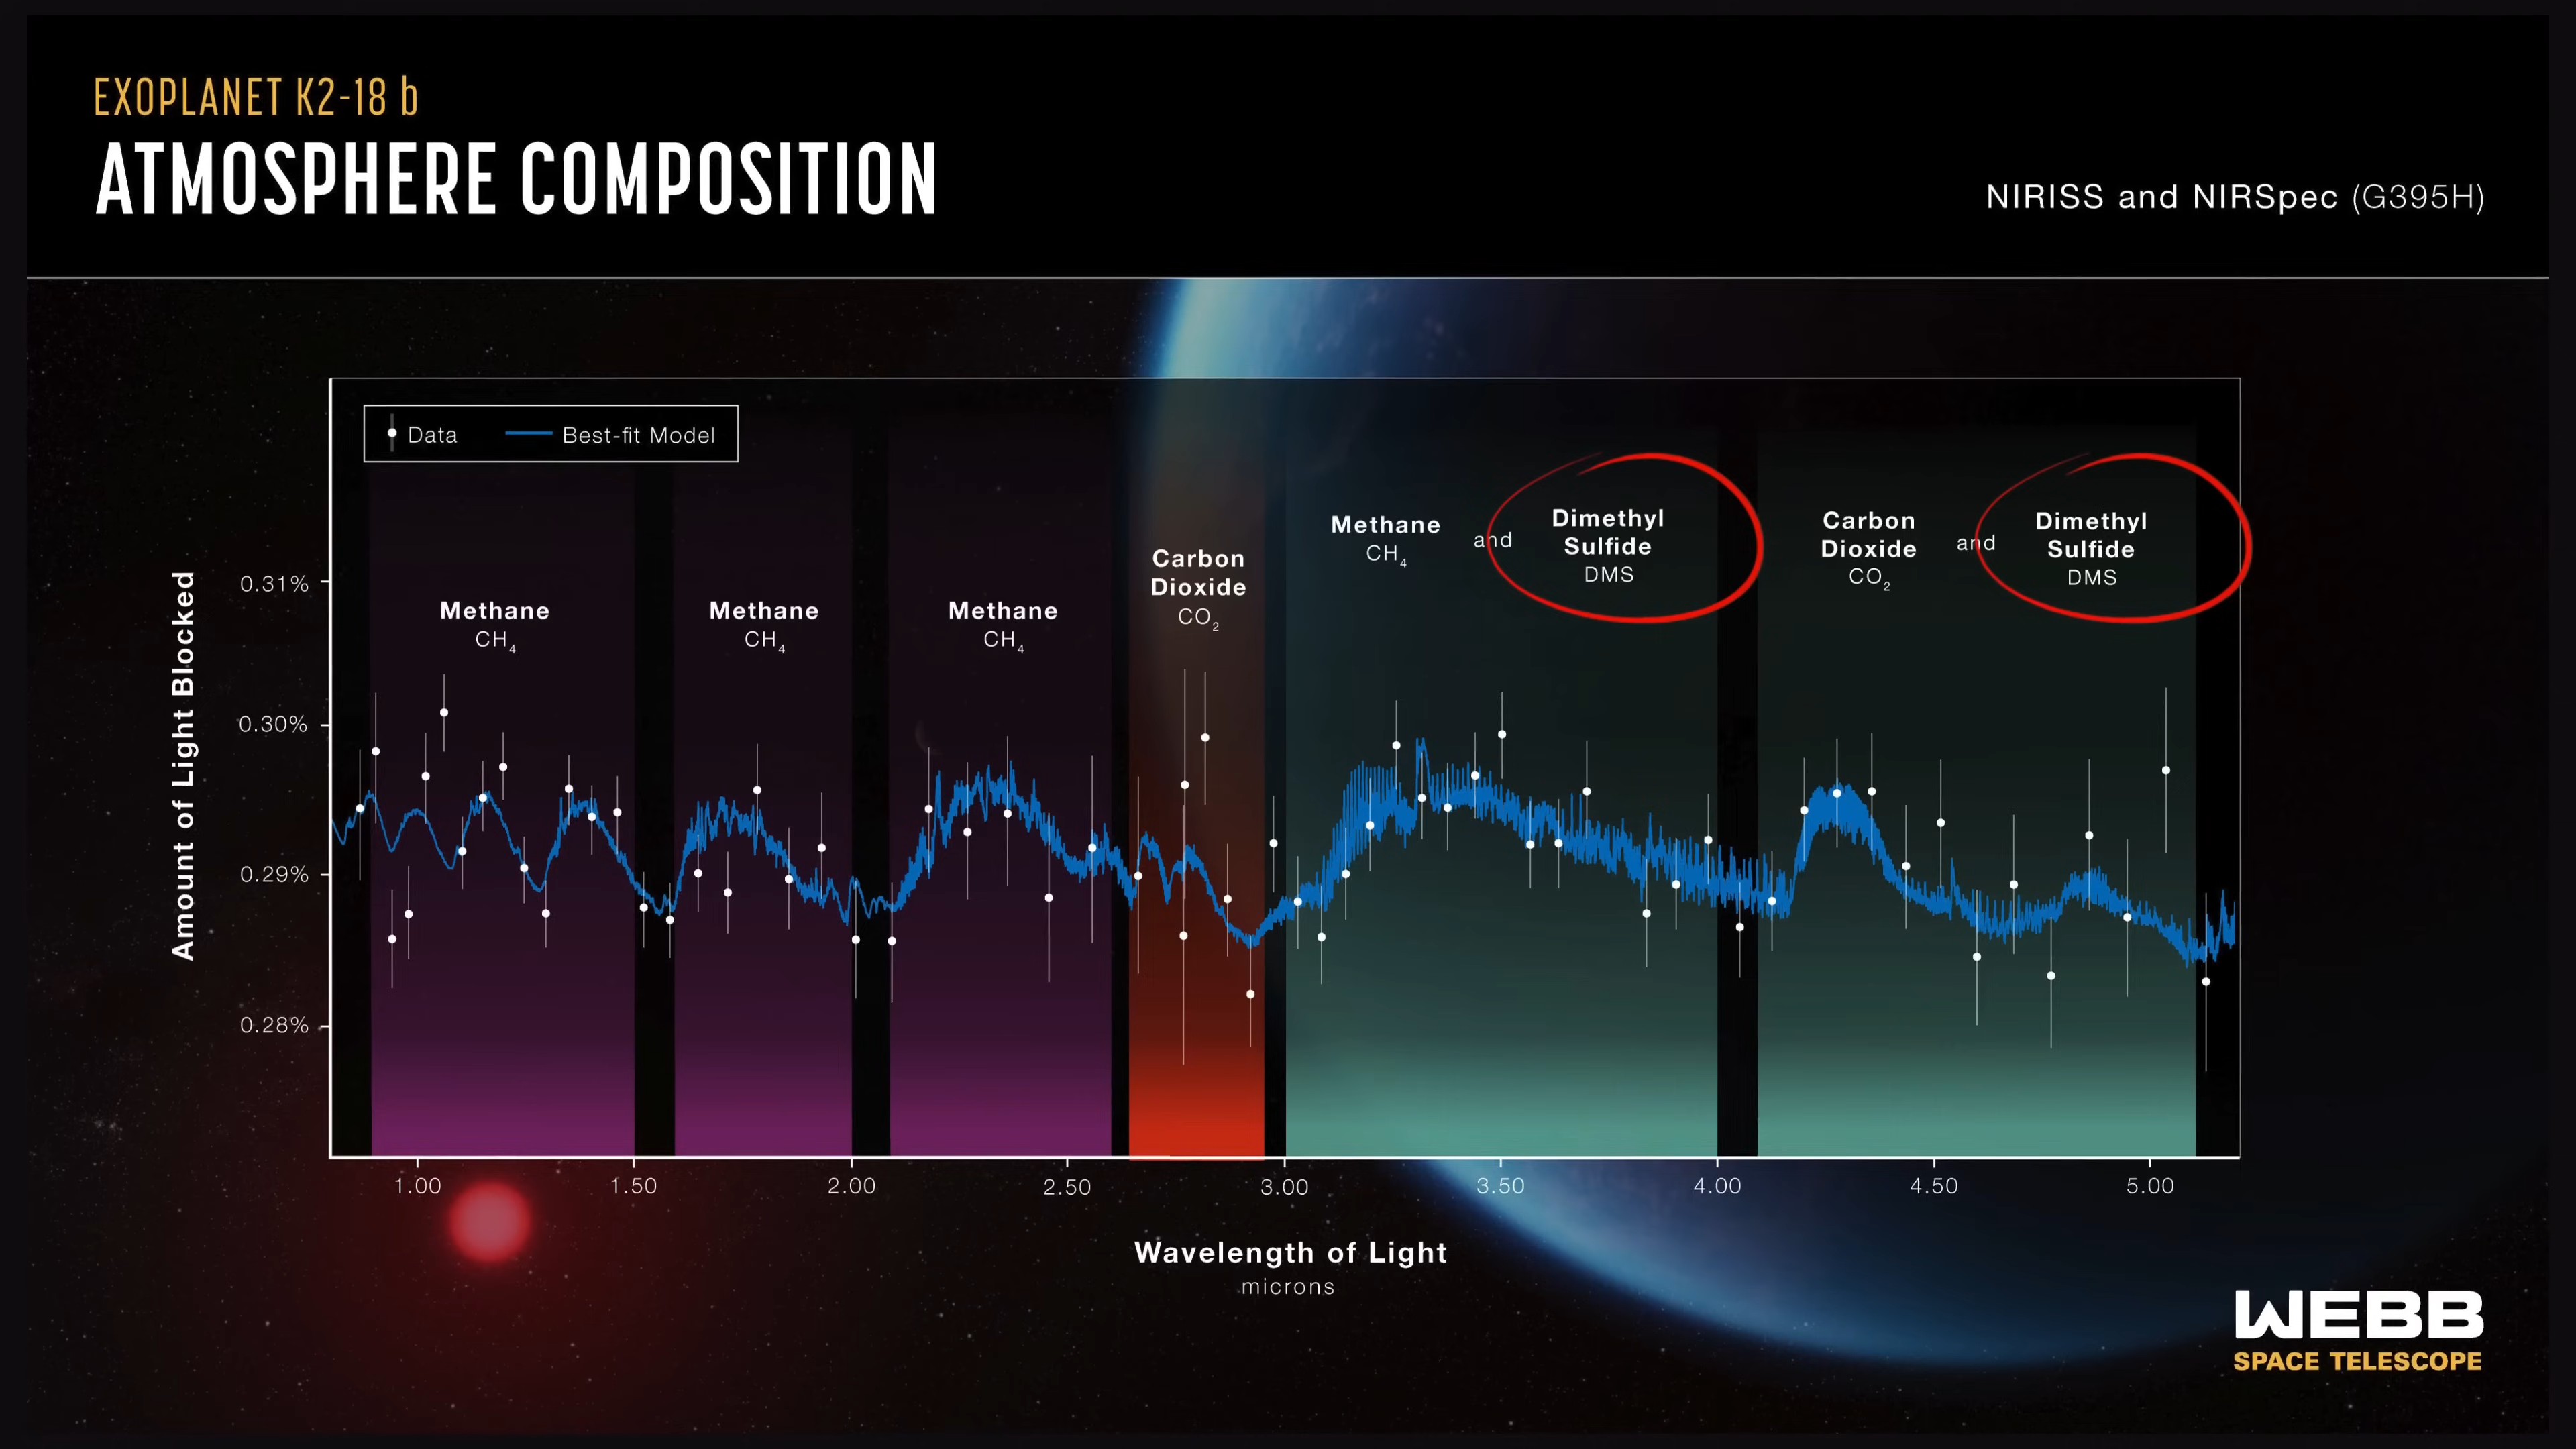 EXOPLANET K2-18 b
ATMOSPHERE COMPOSITION
NIRISS and NIRSpec (G395H)
Data
Best-fit Model
Methane
CH₄
Methane
CH₄
Methane
CH₄
Carbon
Dioxide
CO₂
Methane
CH₄
and
Dimethyl
Sulfide
DMS
Carbon
Dioxide
CO₂
and
Dimethyl
Sulfide
DMS
Amount of Light Blocked
0.31%
0.30%
0.29%
0.28%
1.00 1.50 2.00 2.50 3.00 3.50 4.00 4.50 5.00
Wavelength of Light
microns
WEBB
SPACE TELESCOPE